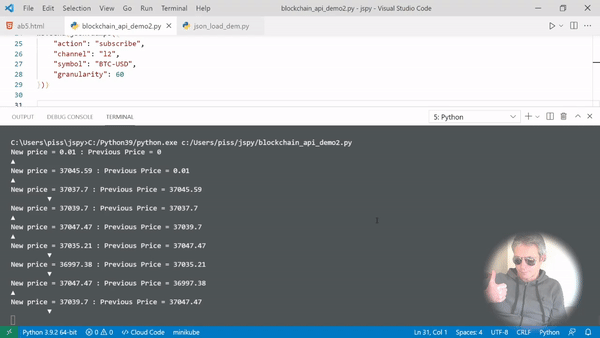 File Edit Selection View Go Run Terminal Help
blockchain_api_demo2.py - jspy - Visual Studio Code
ab5.html
blockchain_api_demo2.py
json_load_dem.py
25 "action": "subscribe",
26 "channel": "l2",
27 "symbol": "BTC-USD",
28 "granularity": 60
29 }))
30
31
OUTPUT DEBUG CONSOLE TERMINAL
5: Python
C:\Users\piss\jspy>C:/Python39/python.exe c:/Users/piss/jspy/blockchain_api_demo2.py
New price = 0.01 : Previous Price = 0
▲
New price = 37045.59 : Previous Price = 0.01
▲
New price = 37037.7 : Previous Price = 37045.59
▼
New price = 37039.7 : Previous Price = 37037.7
▲
New price = 37047.47 : Previous Price = 37039.7
▲
New price = 37035.21 : Previous Price = 37047.47
▼
New price = 36997.38 : Previous Price = 37035.21
▼
New price = 37047.47 : Previous Price = 36997.38
▲
New price = 37039.7 : Previous Price = 37047.47
▼
Python 3.9.2 64-bit 0 0 Cloud Code minikube Ln 31, Col 1 Spaces: 4 UTF-8 CRLF Python